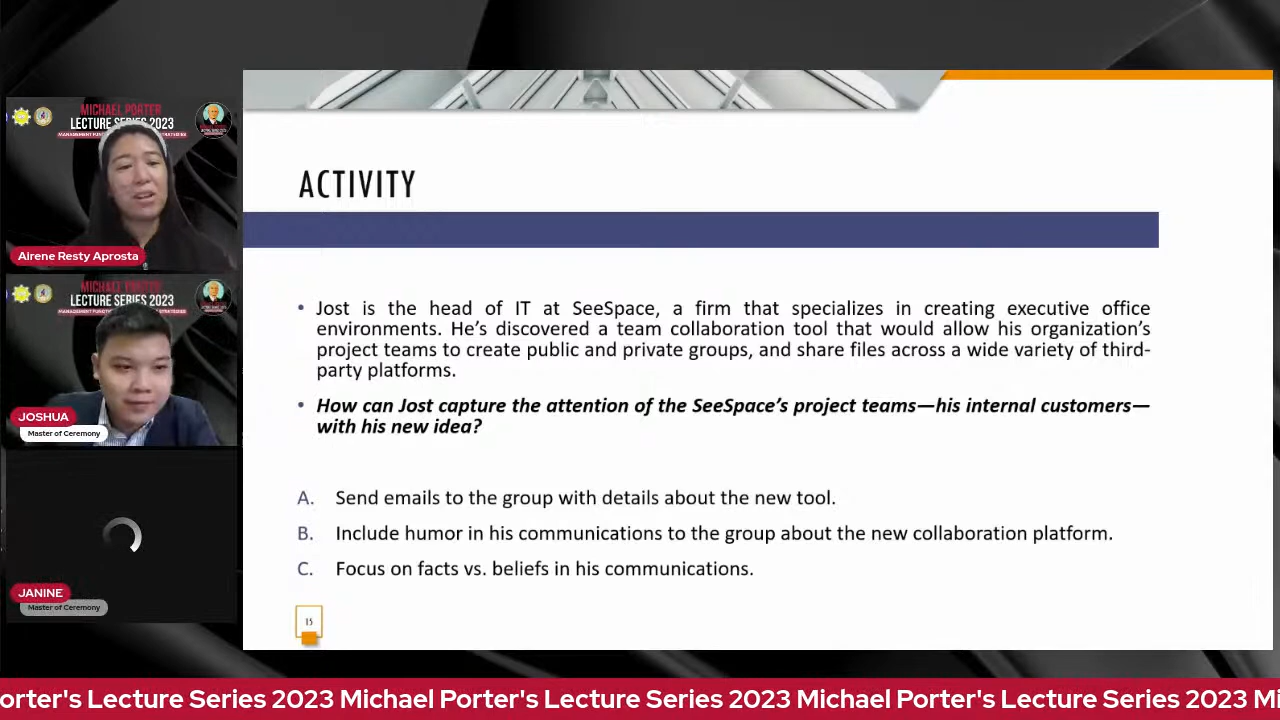 MICHAEL PORTER
LECTURE SERIES 2023
Airene Resty Aprosta
MICHAEL PORTER
LECTURE SERIES 2023
JOSHUA
Master of Ceremony
JANINE
Master of Ceremony
ACTIVITY
• Jost is the head of IT at SeeSpace, a firm that specializes in creating executive office
environments. He’s discovered a team collaboration tool that would allow his organization’s
project teams to create public and private groups, and share files across a wide variety of third-
party platforms.
• How can Jost capture the attention of the SeeSpace’s project teams—his internal customers—
with his new idea?
A. Send emails to the group with details about the new tool.
B. Include humor in his communications to the group about the new collaboration platform.
C. Focus on facts vs. beliefs in his communications.
15
orter's Lecture Series 2023 Michael Porter's Lecture Series 2023 Michael Porter's Lecture Series 2023 Mi